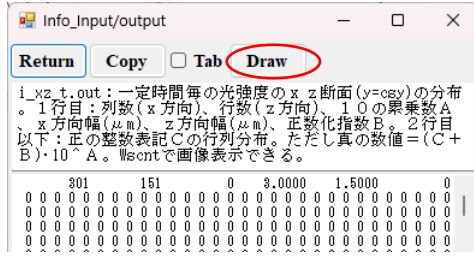 Info_Input/output
Return Copy Tab Draw
i_xz_t.out：一定時間毎の光強度のｘｚ断面(y=csy)の分布
。１行目：列数(ｘ方向)、行数(ｚ方向)、１０の累乗数Ａ
、ｘ方向幅(μｍ)、ｚ方向幅(μｍ)、正数化指数Ｂ。２行目
以下：正の整数表記Ｃの行列分布。ただし真の数値＝(Ｃ＋
Ｂ)・10＾Ａ。Wscntで画像表示できる。
301 151 0 3.0000 1.5000 0
0 0 0 0 0 0 0 0 0 0 0 0 0 0 0 0 0 0 0 0 0 0 0 0 0 0 0
0 0 0 0 0 0 0 0 0 0 0 0 0 0 0 0 0 0 0 0 0 0 0 0 0 0 0
0 0 0 0 0 0 0 0 0 0 0 0 0 0 0 0 0 0 0 0 0 0 0 0 0 0 0
0 0 0 0 0 0 0 0 0 0 0 0 0 0 0 0 0 0 0 0 0 0 0 0 0 0 0